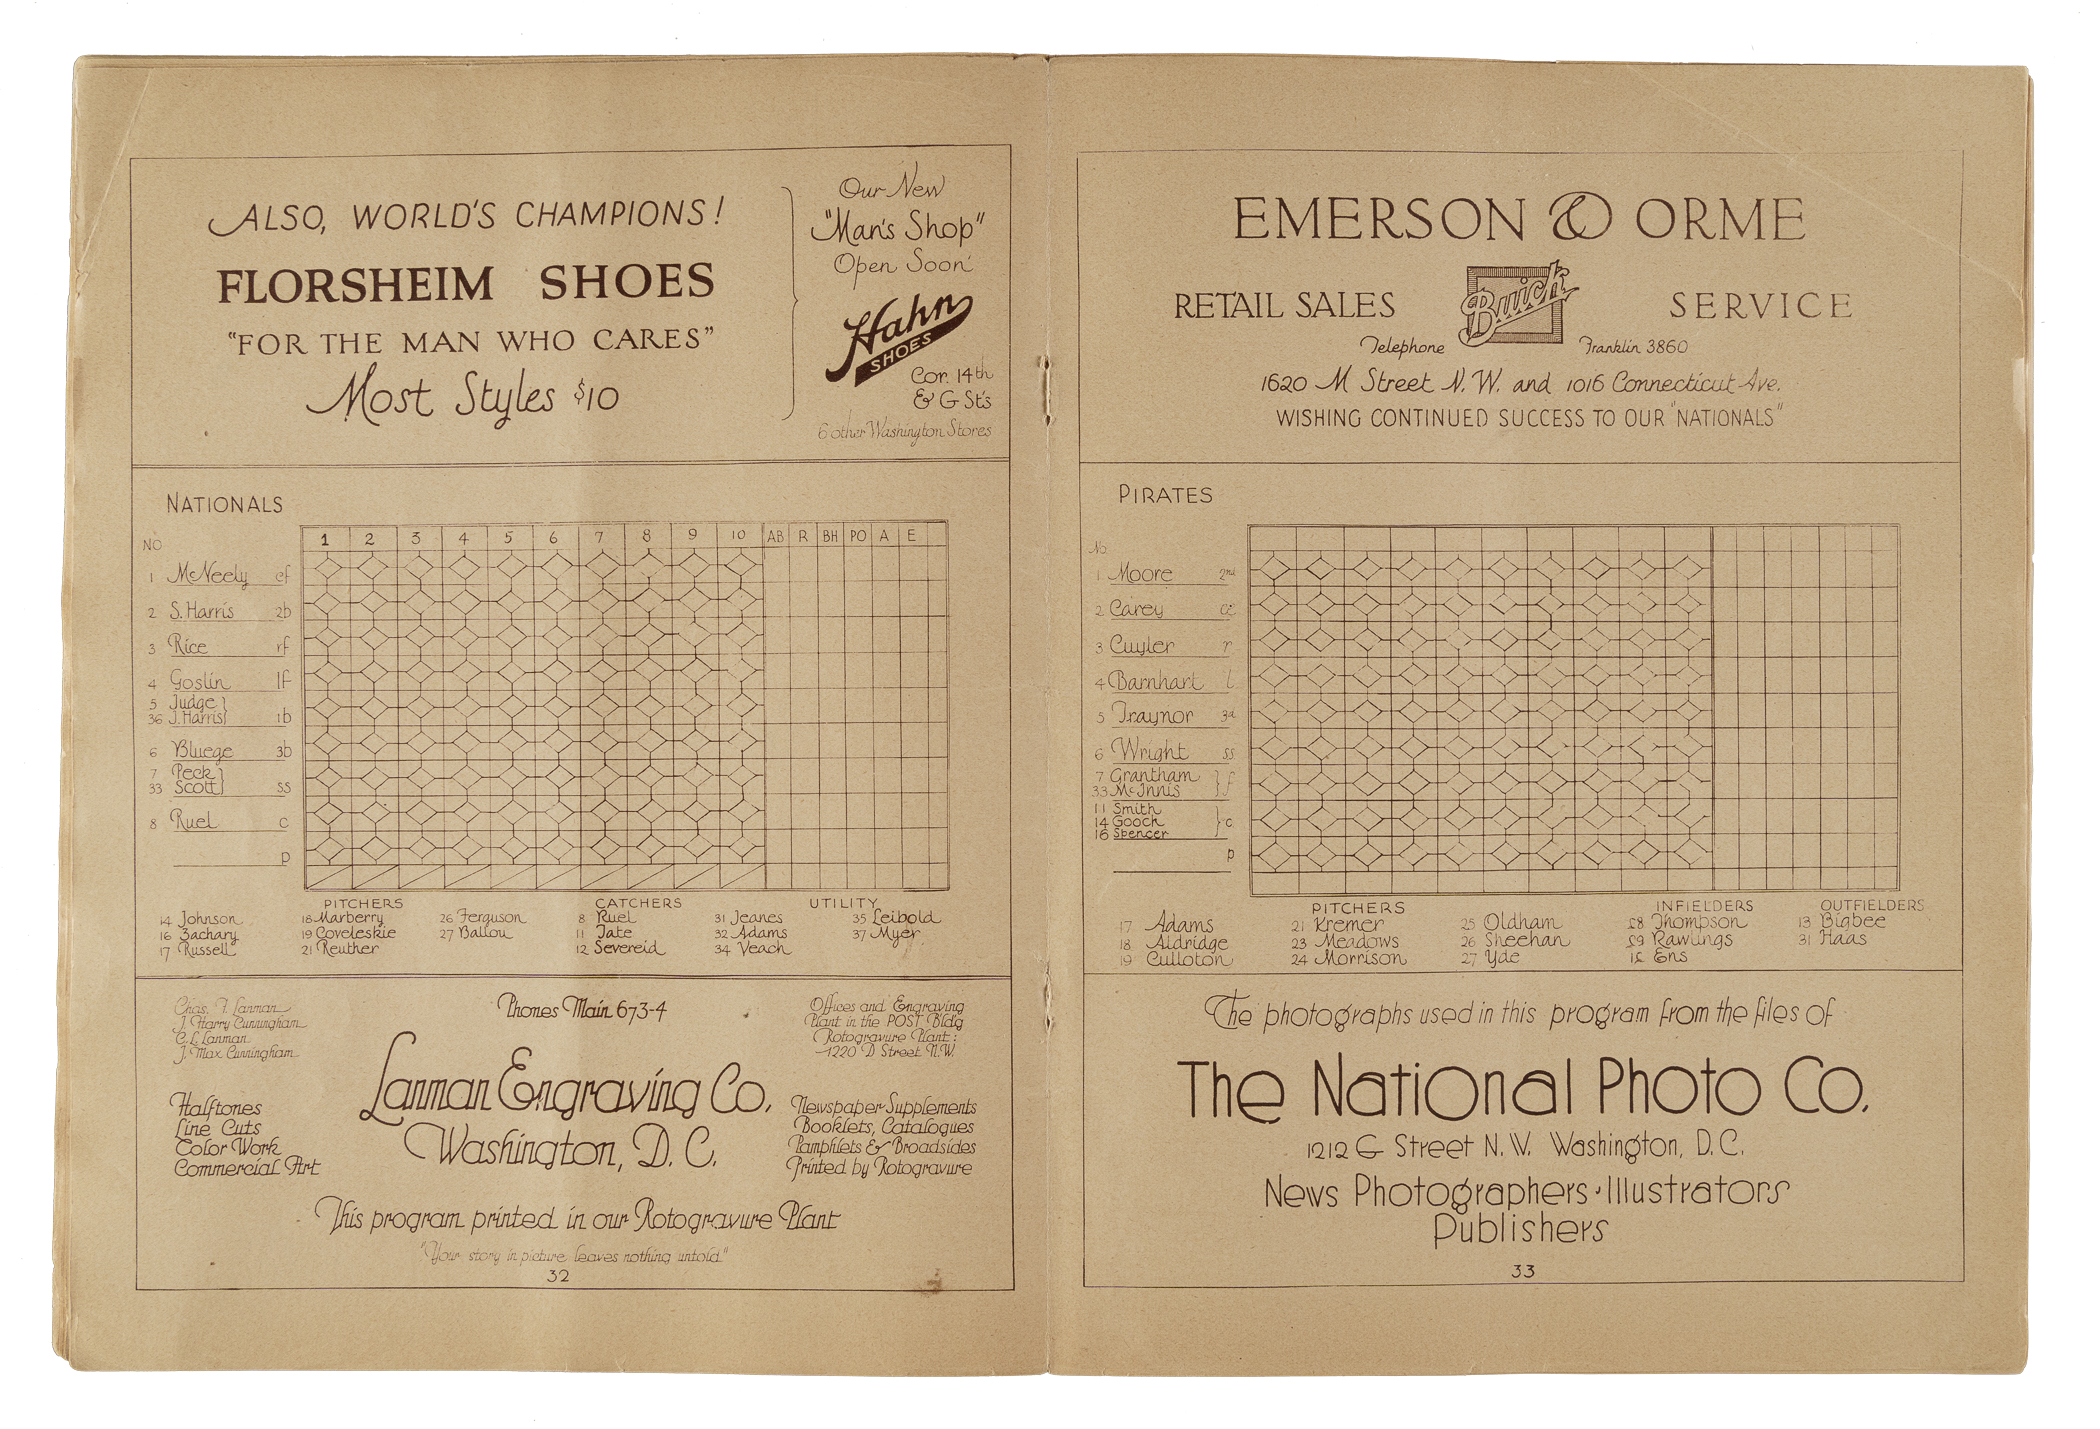 ALSO, WORLD'S CHAMPIONS!
FLORSHEIM SHOES
"FOR THE MAN WHO CARES"
Most Styles $10
Our New
"Man's Shop"
Open Soon
Hahn
SHOES
Cor. 14th
& G St's
6 other Washington Stores
NATIONALS
NO. 1 2 3 4 5 6 7 8 9 10 AB R BH PO A E
1 McNeely cf
2 S. Harris 2b
3 Rice rf
4 Goslin lf
5 Judge
36 J. Harris 1b
6 Bluege 3b
7 Peck
33 Scott ss
8 Ruel c
p
PITCHERS CATCHERS UTILITY
14 Johnson 18 Marberry 26 Ferguson 8 Ruel 31 Jeanes 35 Leibold
16 Zachary 19 Coveleskie 27 Ballou 11 Tate 32 Adams 37 Myer
17 Russell 21 Reuther 12 Severeid 34 Veach
Chas. F. Lanman
J. Harry Cunningham
C. L. Lanman
J. Max Cunningham
Phones Main 673-4
Offices and Engraving
Plant in the POST Bldg
Rotogravure Plant:
1220 D Street N.W.
Lanman Engraving Co.
Washington, D. C.
Halftones
Line Cuts
Color Work
Commercial Art
Newspaper Supplements
Booklets, Catalogues
Pamphlets & Broadsides
Printed by Rotogravure
This program printed in our Rotogravure Plant
"Your story in picture leaves nothing untold."
32
EMERSON & ORME
RETAIL SALES Buick SERVICE
Telephone Franklin 3860
1620 M Street N.W. and 1016 Connecticut Ave.
WISHING CONTINUED SUCCESS TO OUR "NATIONALS"
PIRATES
No
1 Moore 2nd
2 Carey
3 Cuyler r
4 Barnhart l
5 Traynor 3d
6 Wright ss
7 Grantham
33 McInnis f
11 Smith
14 Gooch c
16 Spencer
p
PITCHERS INFIELDERS OUTFIELDERS
17 Adams 21 Kremer 25 Oldham Thompson 13 Bigbee
18 Aldridge 23 Meadows 26 Sheehan Rawlings 31 Haas
19 Culloton 24 Morrison 27 Yde Ens
The photographs used in this program from the files of
The National Photo Co.
1212 G Street N.W. Washington, D.C.
News Photographers · Illustrators
Publishers
33